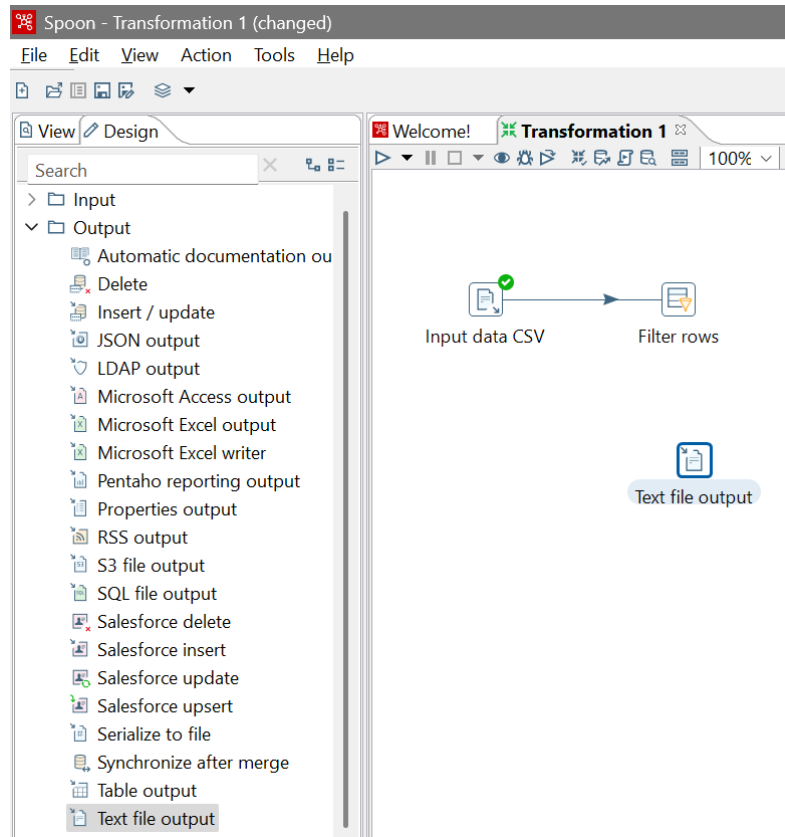 Spoon - Transformation 1 (changed)
File Edit View Action Tools Help
View Design
Welcome! Transformation 1
Search
100%
Input
Output
Automatic documentation ou
Delete
Insert / update
JSON output
LDAP output
Microsoft Access output
Microsoft Excel output
Microsoft Excel writer
Pentaho reporting output
Properties output
RSS output
S3 file output
SQL file output
Salesforce delete
Salesforce insert
Salesforce update
Salesforce upsert
Serialize to file
Synchronize after merge
Table output
Text file output
Input data CSV
Filter rows
Text file output